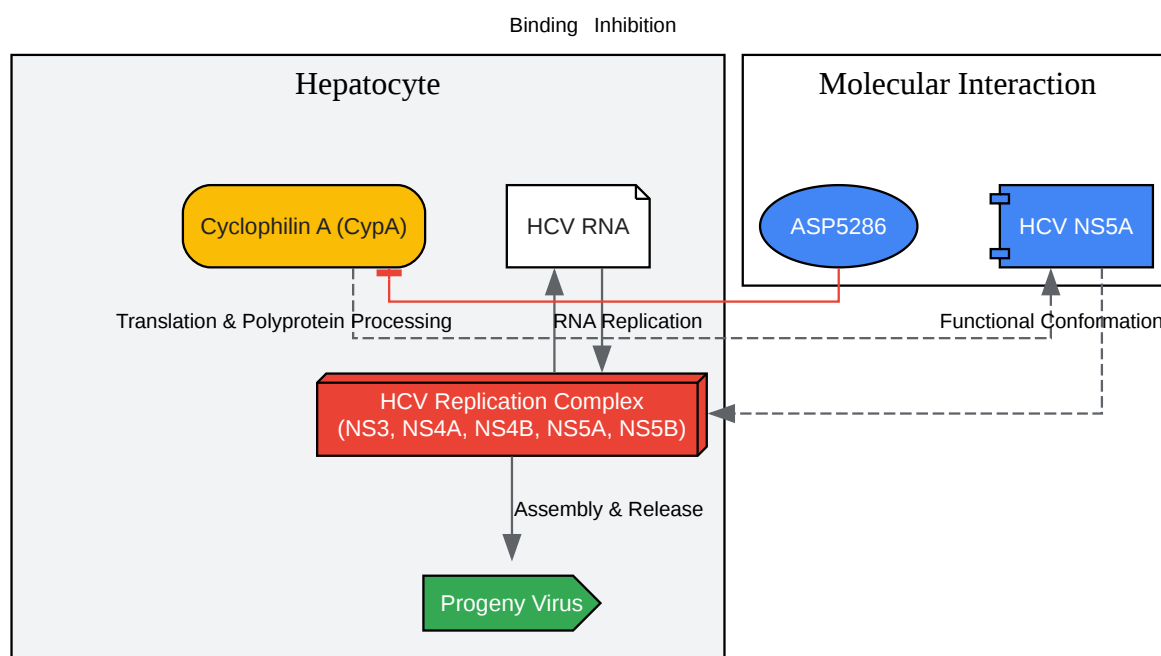 Binding Inhibition
Hepatocyte
Molecular Interaction
Cyclophilin A (CypA)
HCV RNA
ASP5286
HCV NS5A
Translation & Polyprotein Processing
RNA Replication
Functional Conformation
HCV Replication Complex
(NS3, NS4A, NS4B, NS5A, NS5B)
Assembly & Release
Progeny Virus